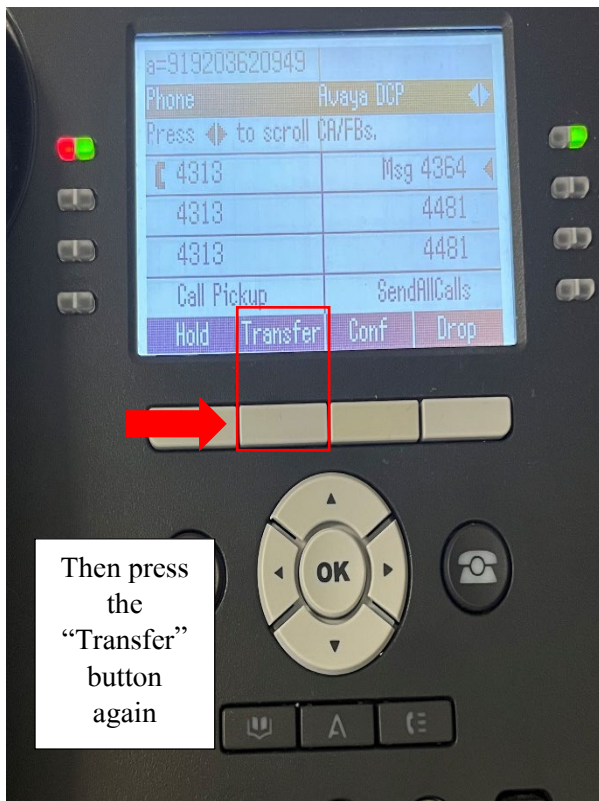 a=919203620949
Phone Avaya DCP
Press to scroll CA/FBs.
4313 Msg 4364
4313 4481
4313 4481
Call Pickup SendAllCalls
Hold Transfer Conf Drop
OK
Then press
the
“Transfer”
button
again
A